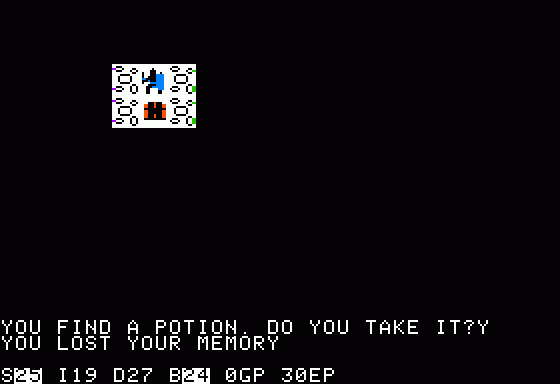 YOU FIND A POTION. DO YOU TAKE IT?Y
YOU LOST YOUR MEMORY
S25 I19 D27 B24 0GP 30EP